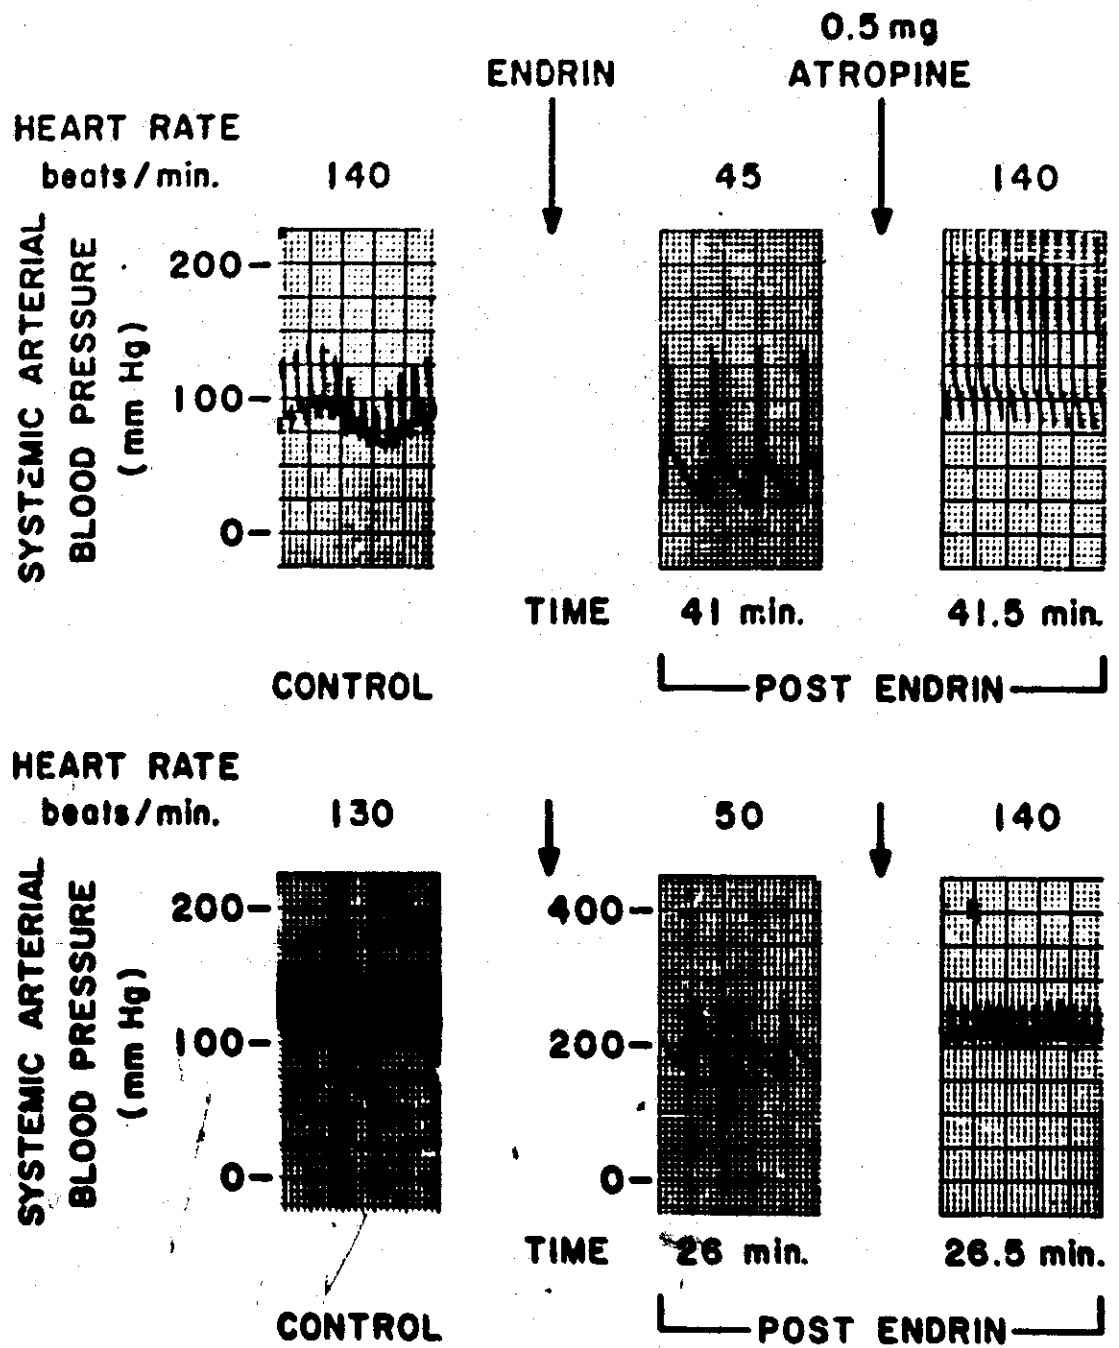 0.5 mg
ENDRIN ATROPINE
HEART RATE
beats/min. 140 45 140
SYSTEMIC ARTERIAL
BLOOD PRESSURE
(mm Hg)
200-
100-
0-
TIME 41 min. 41.5 min.
CONTROL POST ENDRIN
HEART RATE
beats/min. 130 50 140
SYSTEMIC ARTERIAL
BLOOD PRESSURE
(mm Hg)
200- 400-
100- 200-
0- 0-
TIME 26 min. 26.5 min.
CONTROL POST ENDRIN